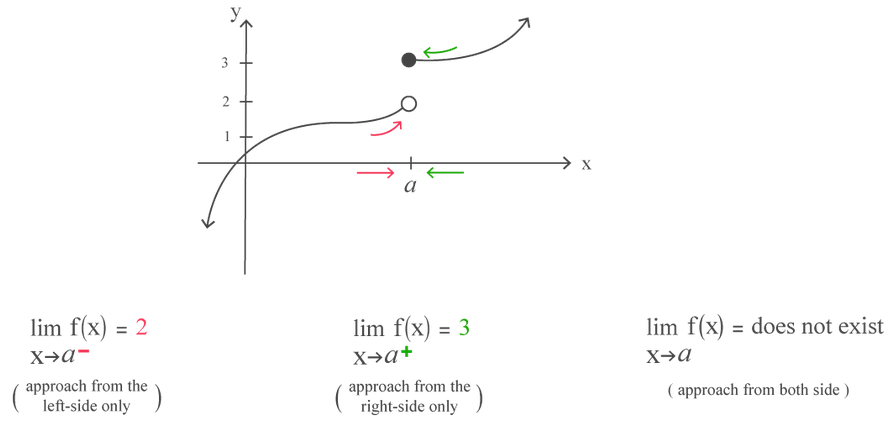 y
3
2
1
x
a
lim f(x) = 2
x→a⁻
( approach from the
left-side only )
lim f(x) = 3
x→a⁺
( approach from the
right-side only )
lim f(x) = does not exist
x→a
( approach from both side )